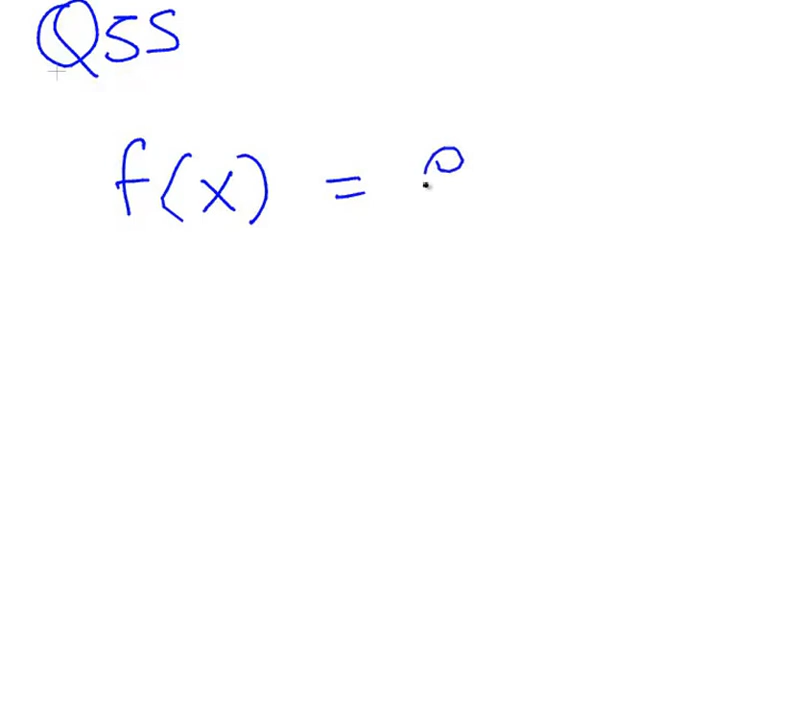 Q55
f(x) =